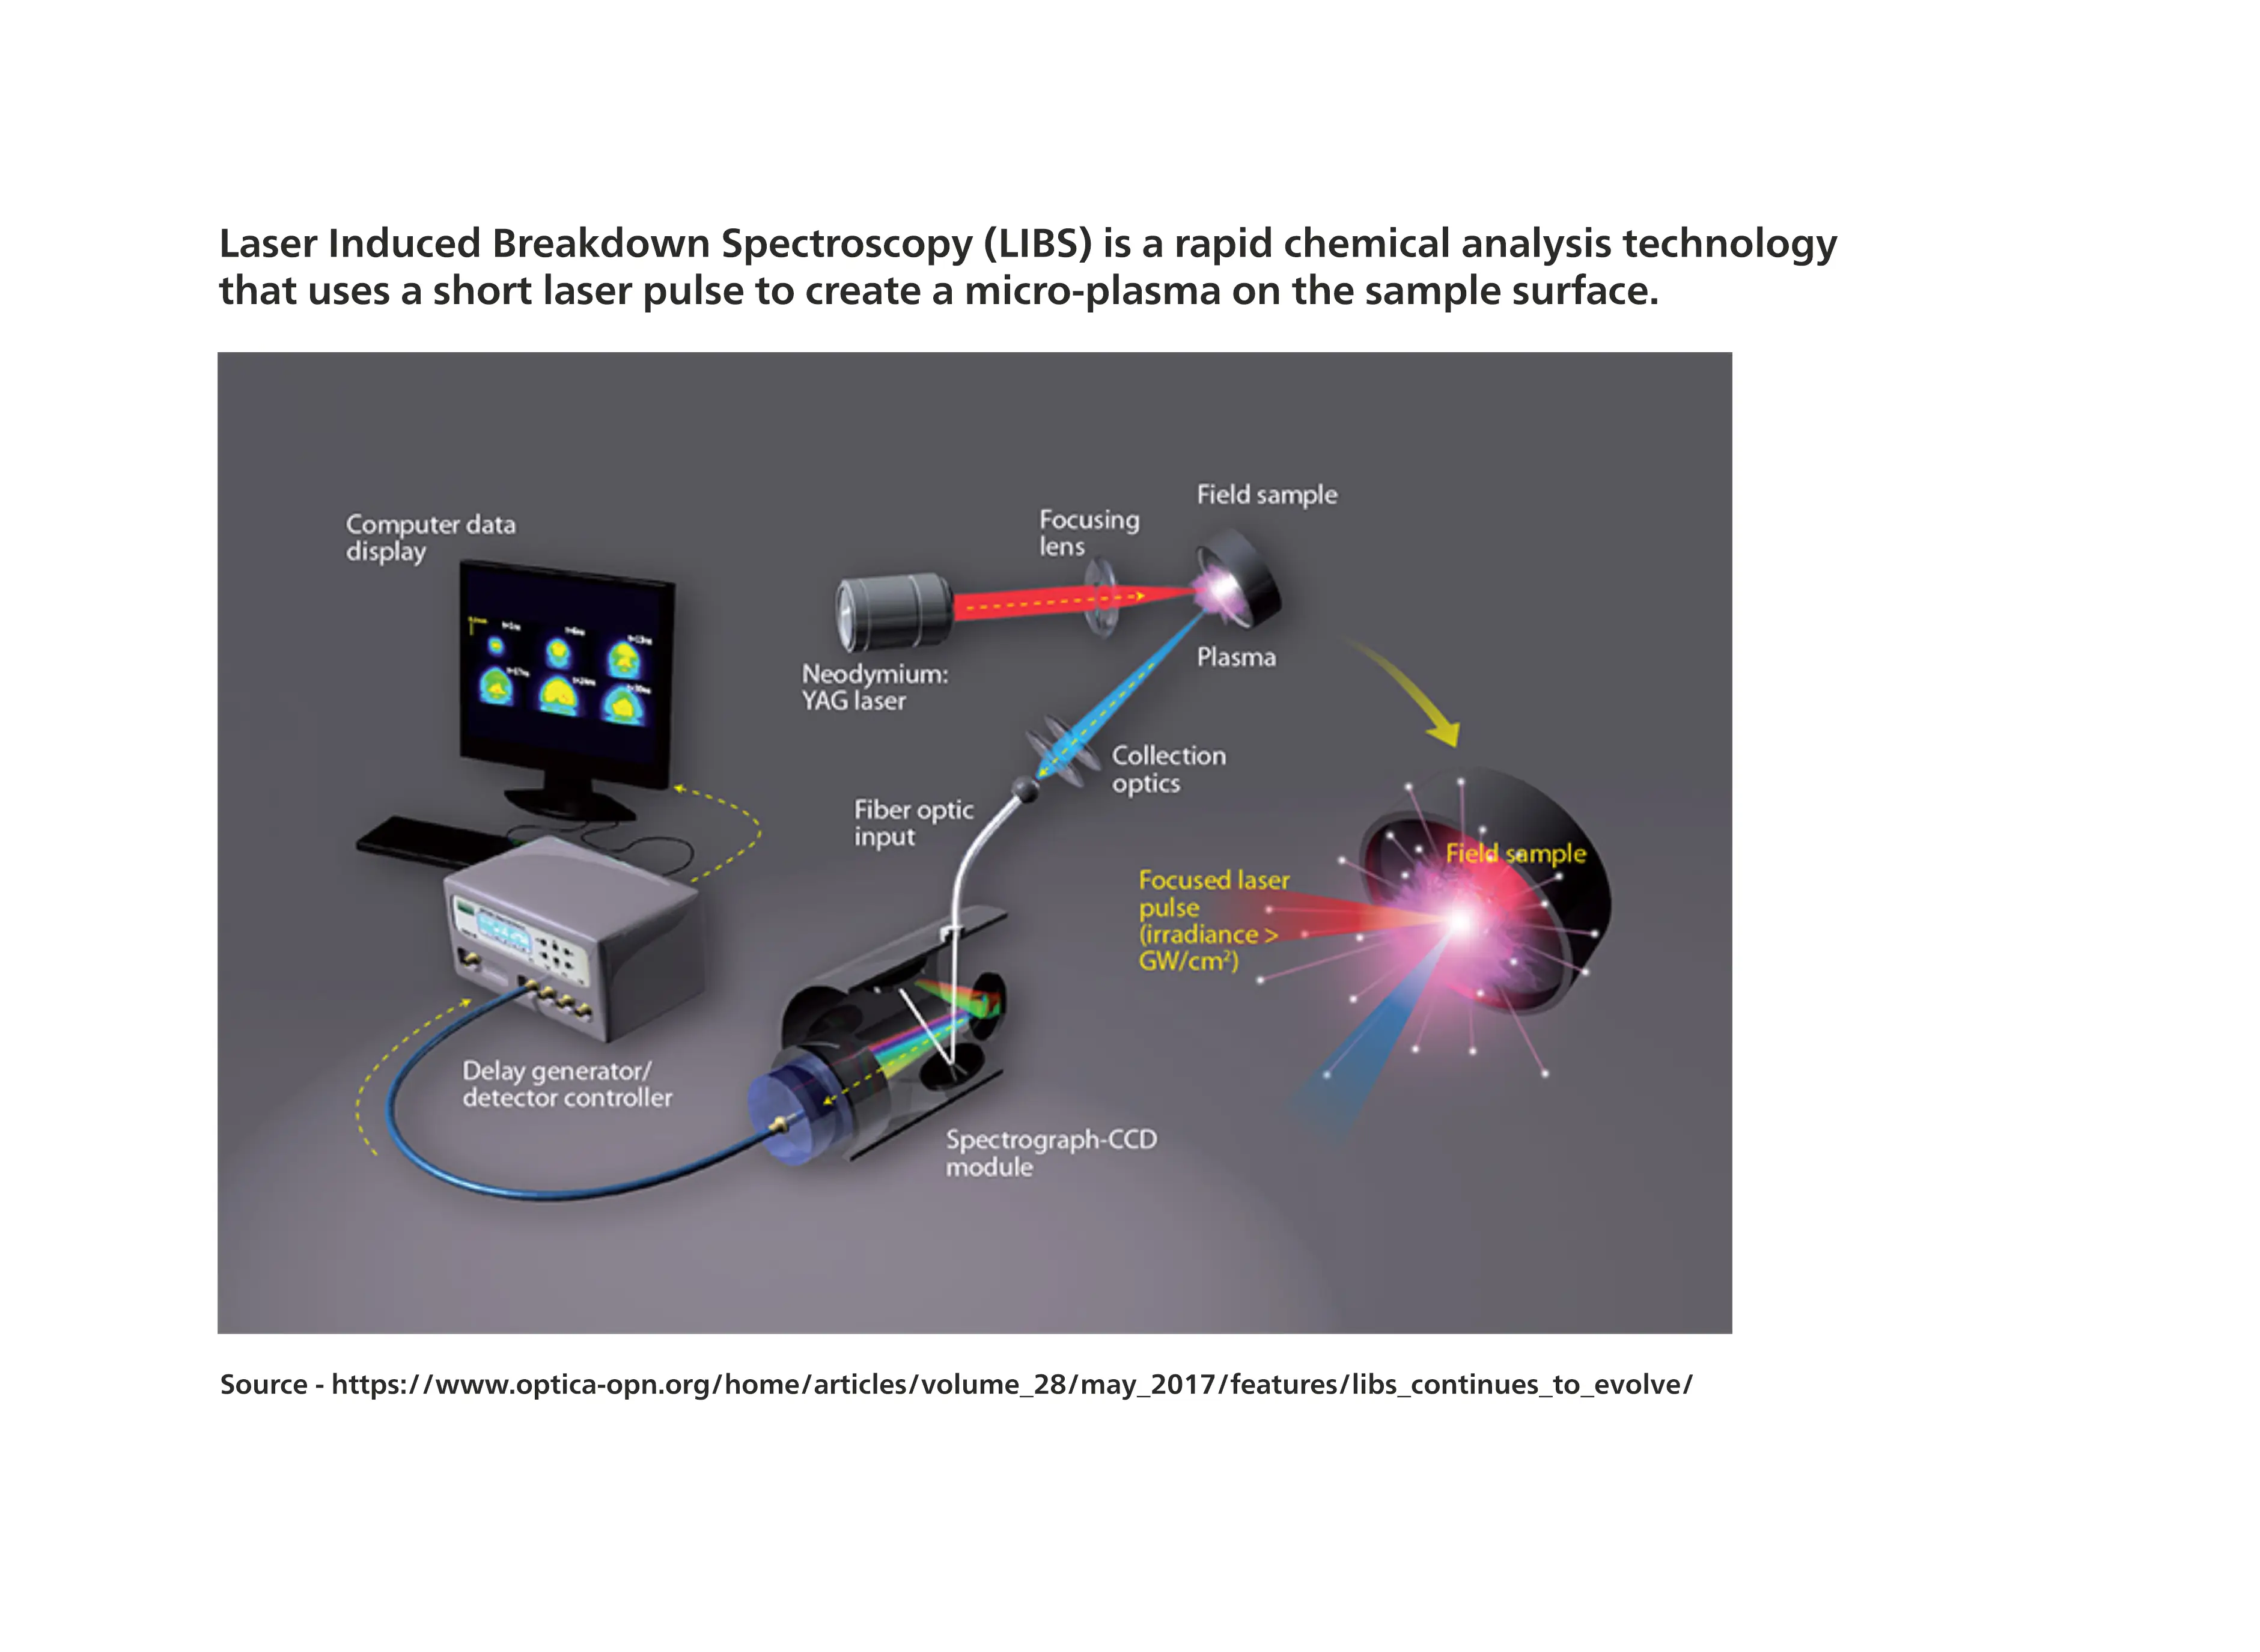 Laser Induced Breakdown Spectroscopy (LIBS) is a rapid chemical analysis technology
that uses a short laser pulse to create a micro-plasma on the sample surface.
Computer data
display
Focusing
lens
Field sample
Neodymium:
YAG laser
Plasma
Collection
optics
Fiber optic
input
Field sample
Focused laser
pulse
(irradiance >
GW/cm²)
Delay generator/
detector controller
Spectrograph-CCD
module
Source - https://www.optica-opn.org/home/articles/volume_28/may_2017/features/libs_continues_to_evolve/